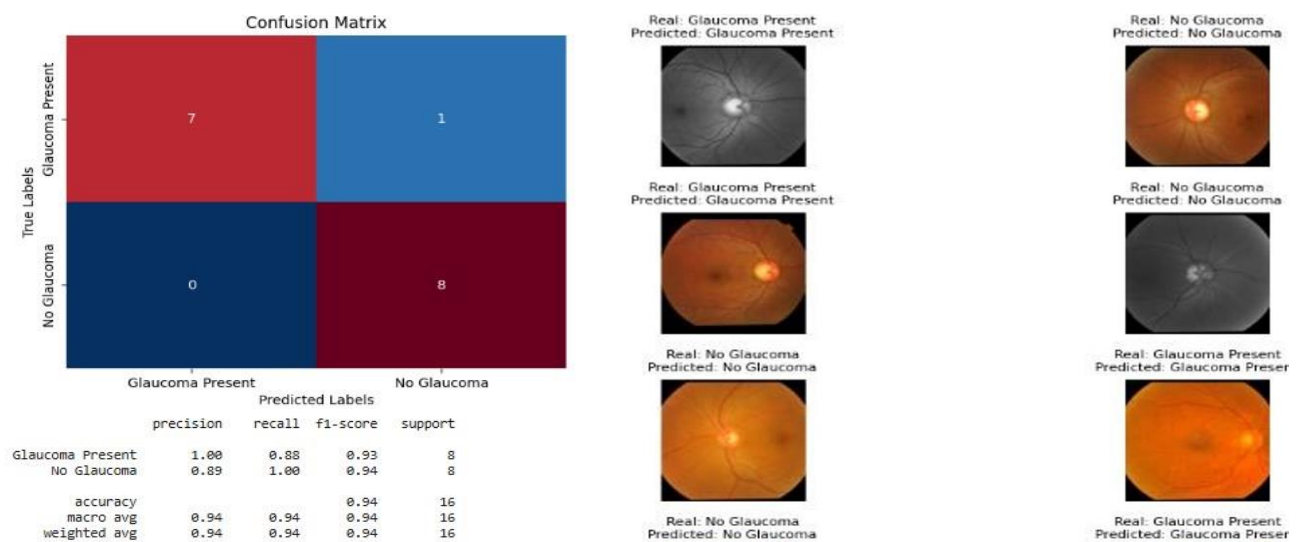 Confusion Matrix
Glaucoma Present
No Glaucoma
True Labels
7
1
0
8
Glaucoma Present
No Glaucoma
Predicted Labels
precision recall f1-score support
Glaucoma Present 1.00 0.88 0.93 8
No Glaucoma 0.89 1.00 0.94 8
accuracy 0.94 16
macro avg 0.94 0.94 0.94 16
weighted avg 0.94 0.94 0.94 16
Real: Glaucoma Present
Predicted: Glaucoma Present
Real: No Glaucoma
Predicted: No Glaucoma
Real: Glaucoma Present
Predicted: Glaucoma Present
Real: No Glaucoma
Predicted: No Glaucoma
Real: No Glaucoma
Predicted: No Glaucoma
Real: Glaucoma Present
Predicted: Glaucoma Presen
Real: No Glaucoma
Predicted: No Glaucoma
Real: Glaucoma Present
Predicted: Glaucoma Presen